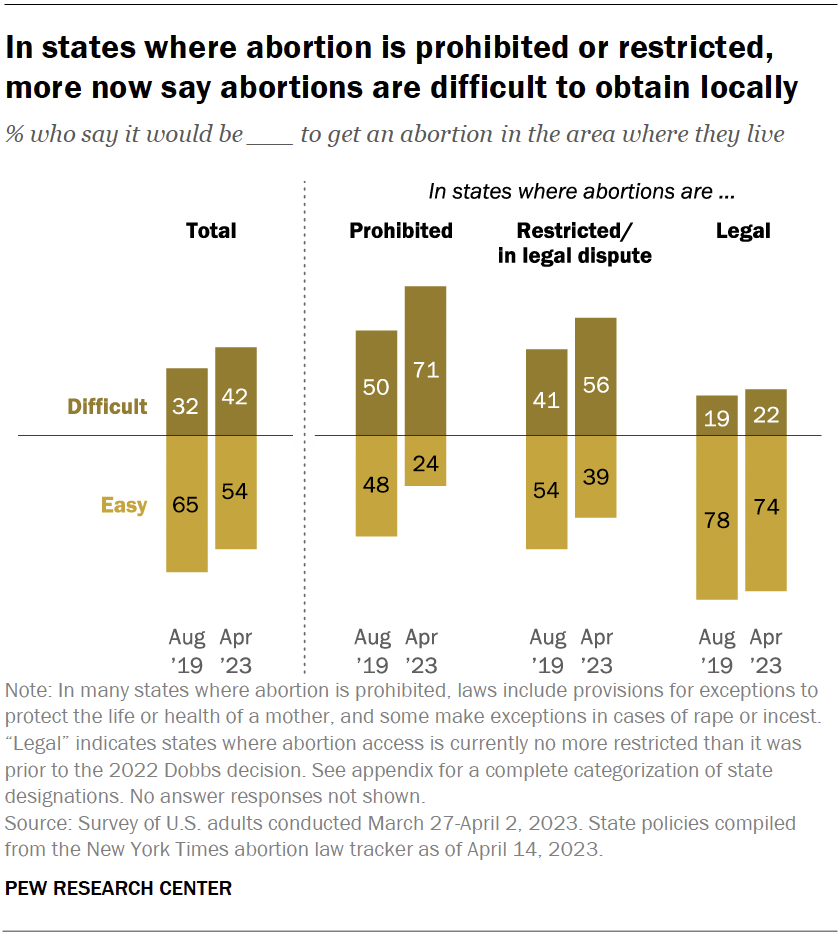 In states where abortion is prohibited or restricted,
more now say abortions are difficult to obtain locally
% who say it would be ___ to get an abortion in the area where they live
In states where abortions are ...
Total
Prohibited
Restricted/
in legal dispute
Legal
Difficult
32 42 50 71 41 56 19 22
Easy
65 54 48 24 54 39 78 74
Aug Apr Aug Apr Aug Apr Aug Apr
’19 ’23 ’19 ’23 ’19 ’23 ’19 ’23
Note: In many states where abortion is prohibited, laws include provisions for exceptions to
protect the life or health of a mother, and some make exceptions in cases of rape or incest.
“Legal” indicates states where abortion access is currently no more restricted than it was
prior to the 2022 Dobbs decision. See appendix for a complete categorization of state
designations. No answer responses not shown.
Source: Survey of U.S. adults conducted March 27-April 2, 2023. State policies compiled
from the New York Times abortion law tracker as of April 14, 2023.
PEW RESEARCH CENTER